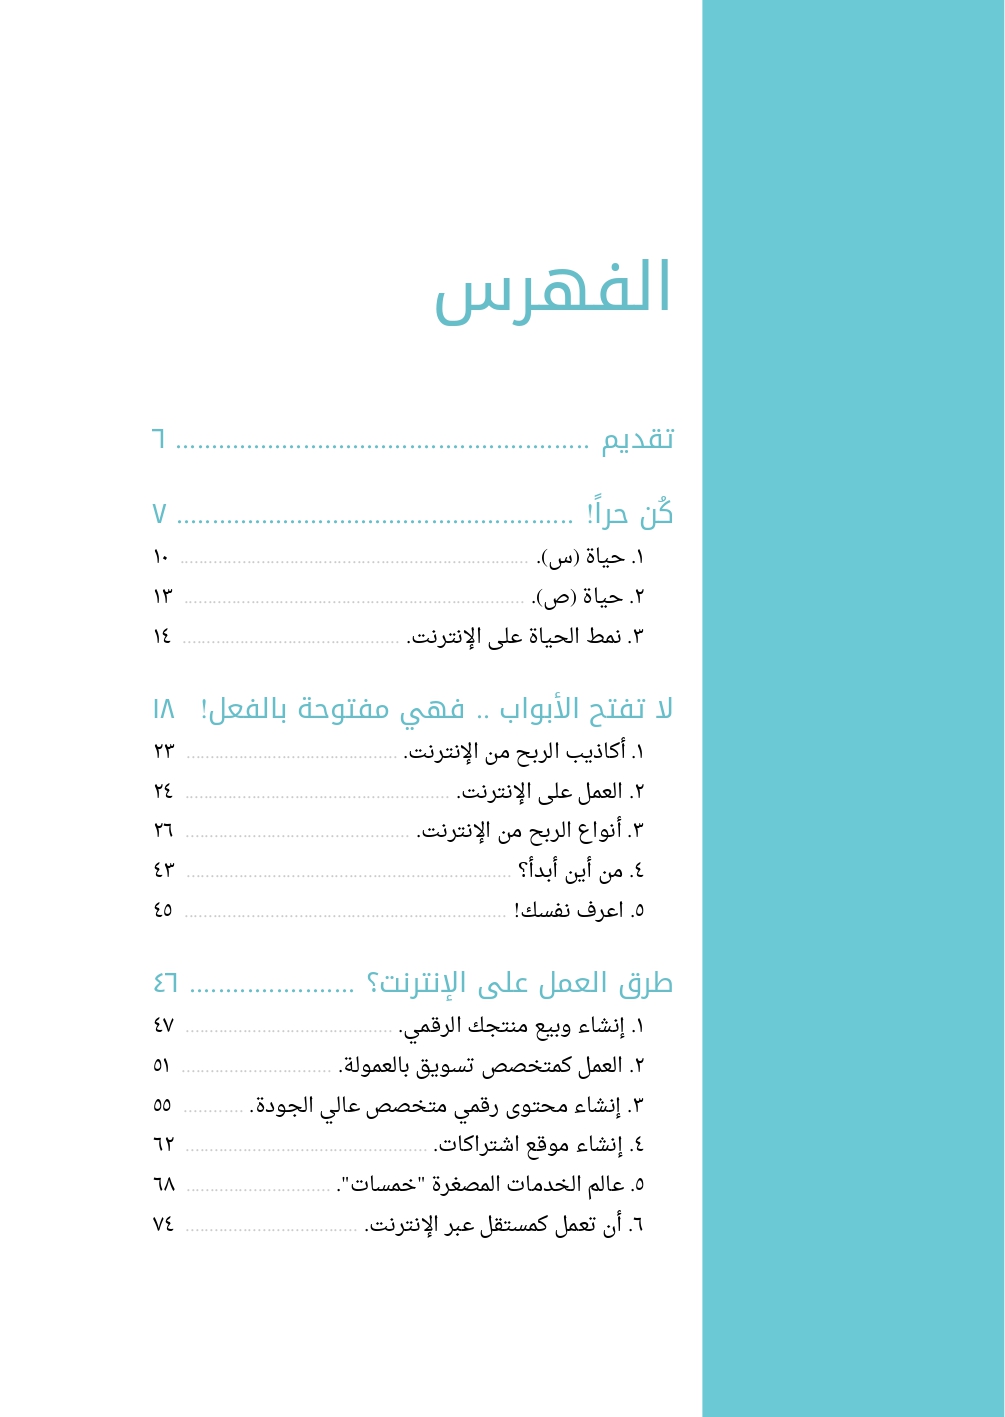 الفهرس
تقديم ........................................................ ٦
كُن حراً! ...................................................... ٧
١. حياة (س). ........................................................ ١٠
٢. حياة (ص). ........................................................ ١٣
٣. نمط الحياة على الإنترنت. ........................................ ١٤
لا تفتح الأبواب .. فهي مفتوحة بالفعل! ١٨
١. أكاذيب الربح من الإنترنت. ........................................ ٢٣
٢. العمل على الإنترنت. ............................................ ٢٤
٣. أنواع الربح من الإنترنت. ........................................ ٢٦
٤. من أين أبدأ؟ .................................................... ٤٣
٥. اعرف نفسك! .................................................... ٤٥
طرق العمل على الإنترنت؟ ....................... ٤٦
١. إنشاء وبيع منتجك الرقمي. ........................................ ٤٧
٢. العمل كمتخصص تسويق بالعمولة. .............................. ٥١
٣. إنشاء محتوى رقمي متخصص عالي الجودة. ............ ٥٥
٤. إنشاء موقع اشتراكات. ............................................ ٦٢
٥. عالم الخدمات المصغرة "خمسات". ............................ ٦٨
٦. أن تعمل كمستقل عبر الإنترنت. .................................. ٧٤